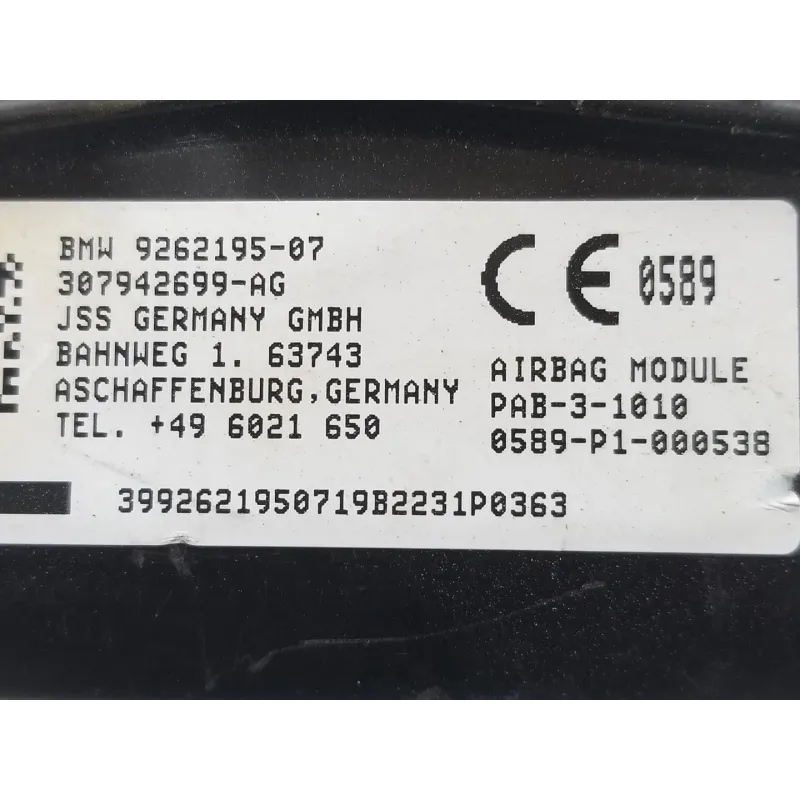 BMW 9262195-07
307942699-AG
JSS GERMANY GMBH
BAHNWEG 1. 63743
ASCHAFFENBURG,GERMANY
TEL. +49 6021 650
CE 0589
AIRBAG MODULE
PAB-3-1010
0589-P1-000538
3992621950719B2231P0363